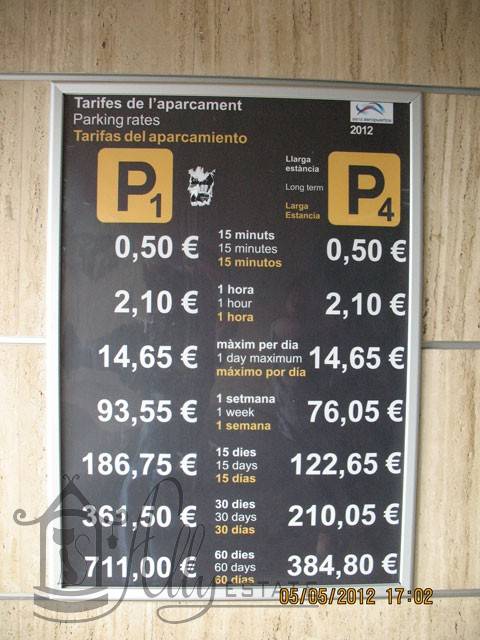 Tarifes de l'aparcament
Parking rates
Tarifas del aparcamiento
2012
P1
Llarga estància
Long term
Larga Estancia
P4
0,50 € 15 minuts 0,50 €
15 minutes
15 minutos
2,10 € 1 hora 2,10 €
1 hour
1 hora
14,65 € màxim per dia 14,65 €
1 day maximum
máximo por día
93,55 € 1 setmana 76,05 €
1 week
1 semana
186,75 € 15 dies 122,65 €
15 days
15 días
361,50 € 30 dies 210,05 €
30 days
30 días
711,00 € 60 dies 384,80 €
60 days
60 días
ESTATE
05/05/2012 17:02